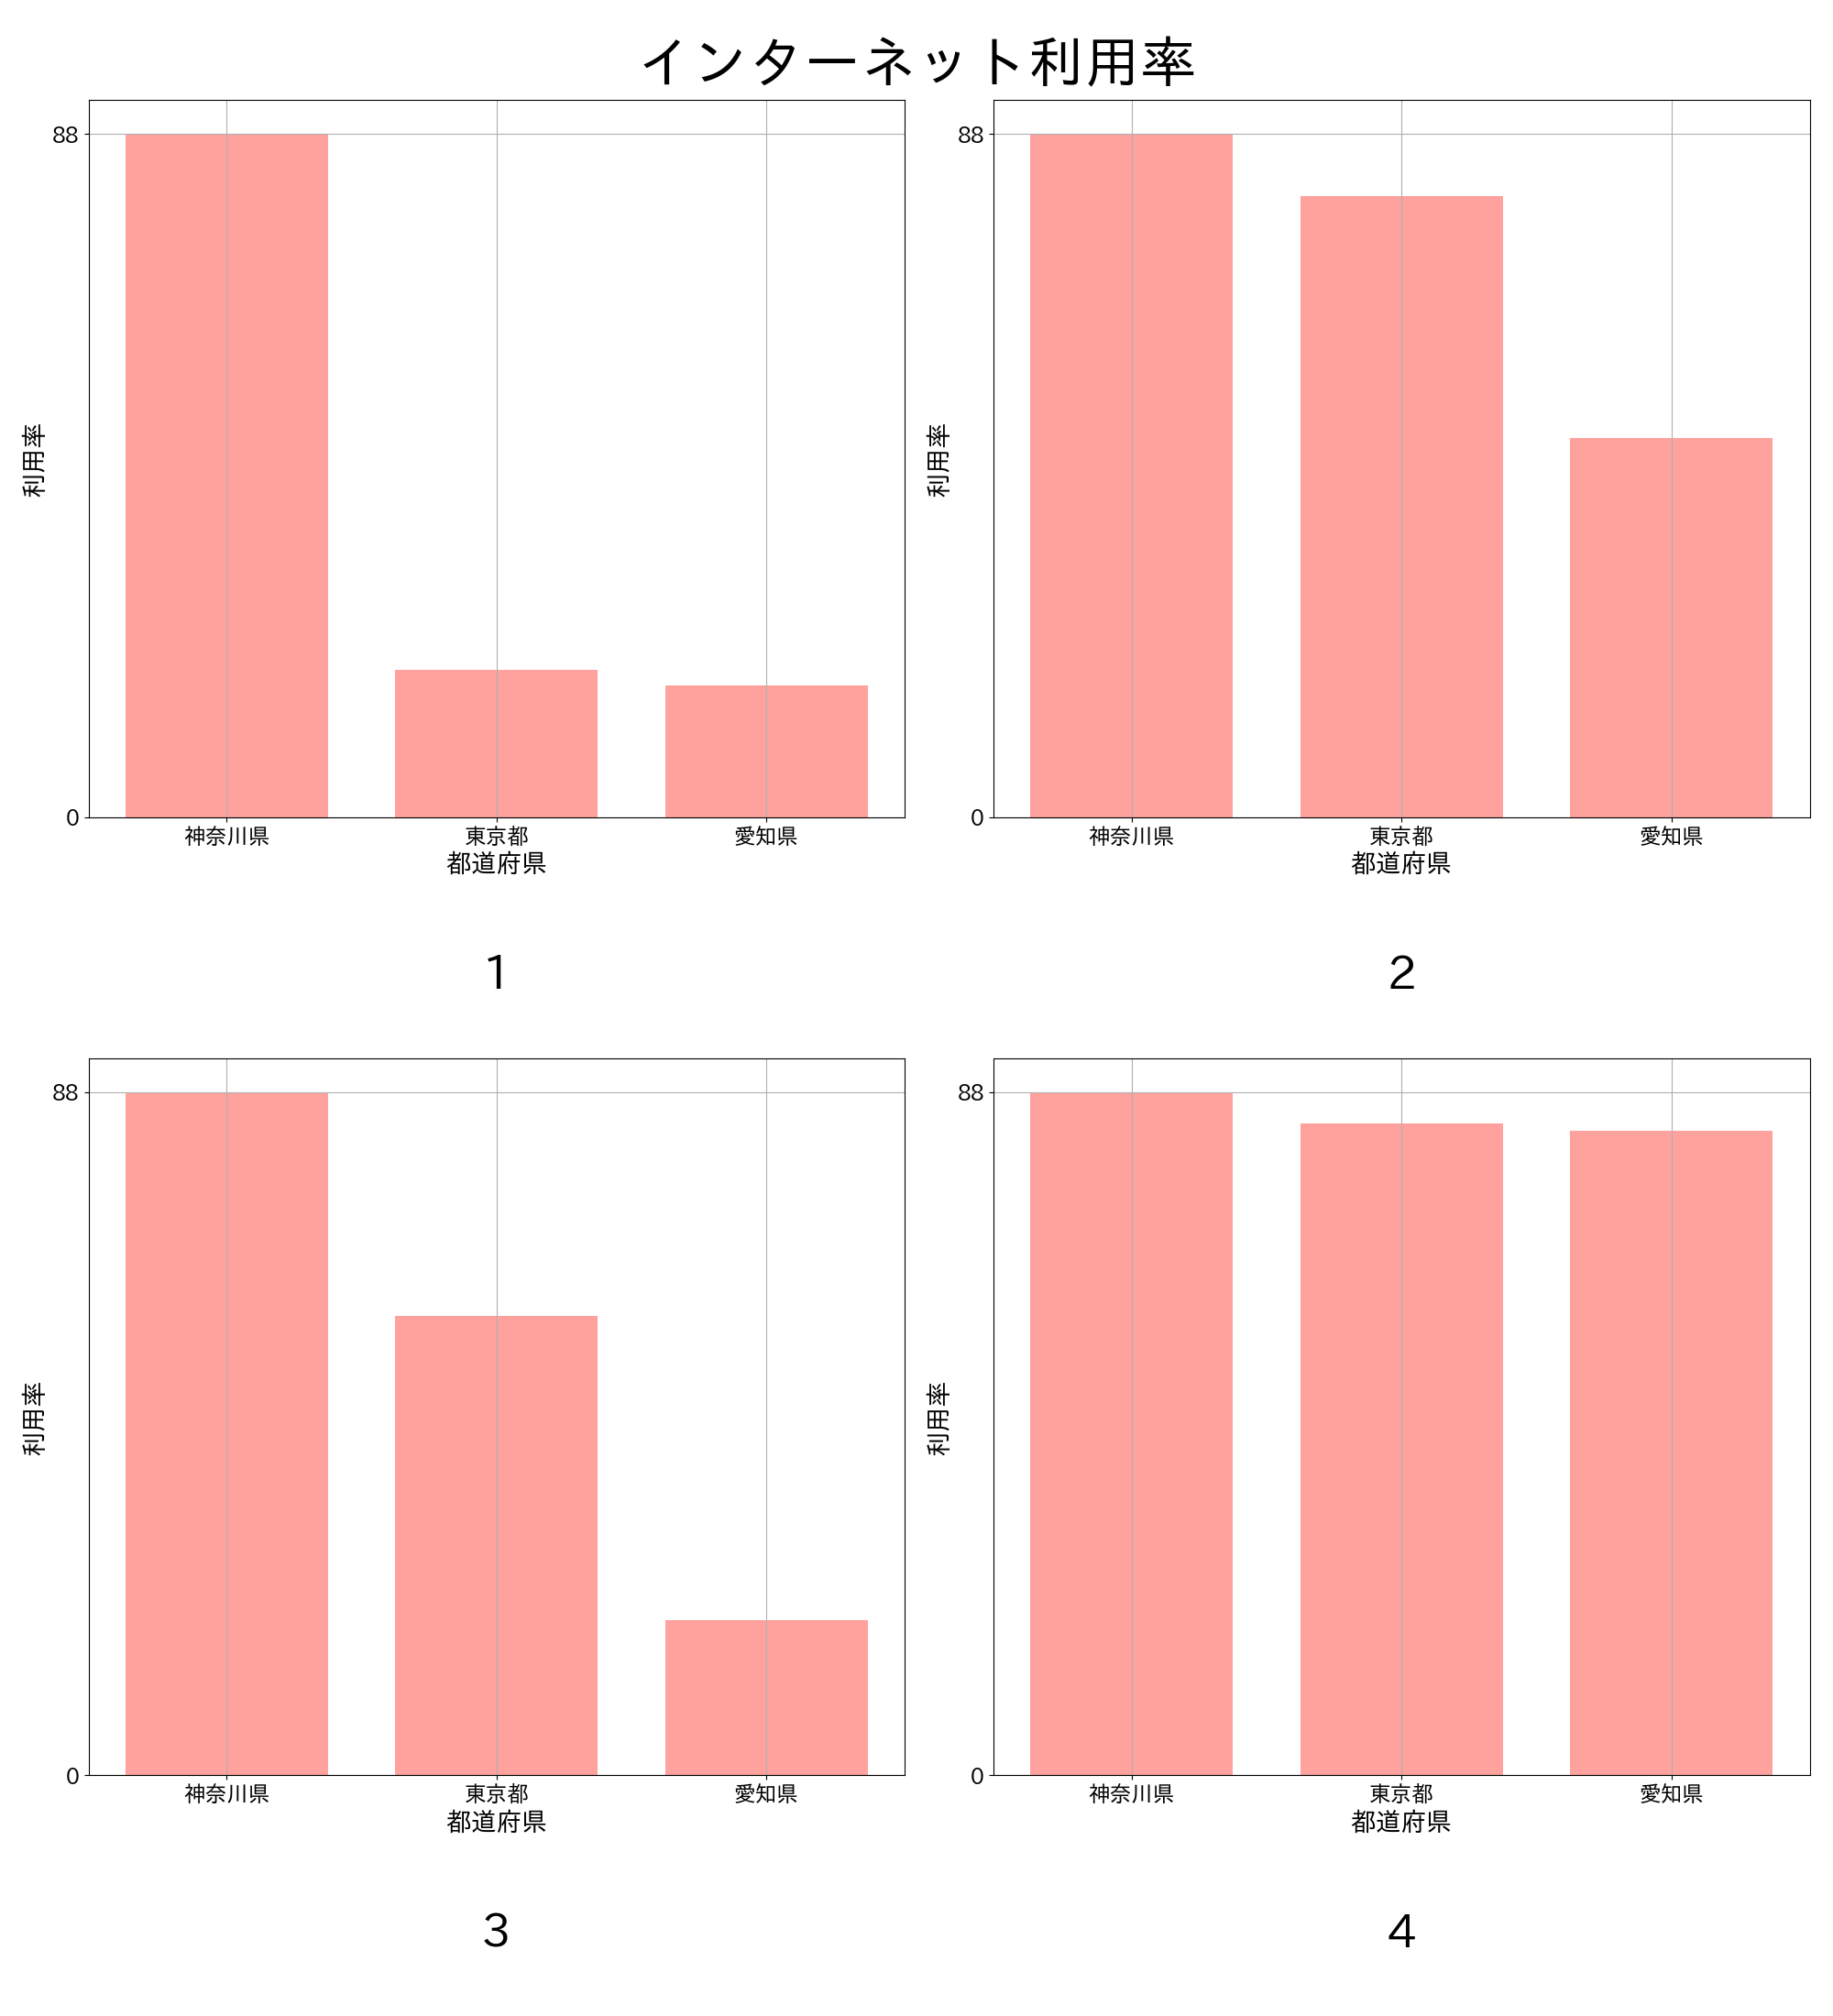 インターネット利用率
88
0
利用率
神奈川県 東京都 愛知県
都道府県
1
88
0
利用率
神奈川県 東京都 愛知県
都道府県
2
88
0
利用率
神奈川県 東京都 愛知県
都道府県
3
88
0
利用率
神奈川県 東京都 愛知県
都道府県
4